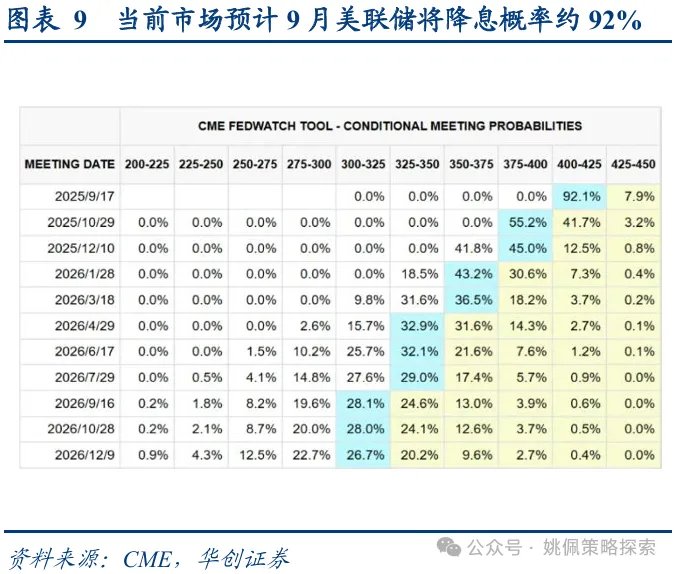 图表 9 当前市场预计 9 月美联储将降息概率约 92%
CME FEDWATCH TOOL - CONDITIONAL MEETING PROBABILITIES
MEETING DATE 200-225 225-250 250-275 275-300 300-325 325-350 350-375 375-400 400-425 425-450
2025/9/17 0.0% 0.0% 0.0% 0.0% 92.1% 7.9%
2025/10/29 0.0% 0.0% 0.0% 0.0% 0.0% 0.0% 0.0% 55.2% 41.7% 3.2%
2025/12/10 0.0% 0.0% 0.0% 0.0% 0.0% 0.0% 41.8% 45.0% 12.5% 0.8%
2026/1/28 0.0% 0.0% 0.0% 0.0% 0.0% 18.5% 43.2% 30.6% 7.3% 0.4%
2026/3/18 0.0% 0.0% 0.0% 0.0% 9.8% 31.6% 36.5% 18.2% 3.7% 0.2%
2026/4/29 0.0% 0.0% 0.0% 2.6% 15.7% 32.9% 31.6% 14.3% 2.7% 0.1%
2026/6/17 0.0% 0.0% 1.5% 10.2% 25.7% 32.1% 21.6% 7.6% 1.2% 0.1%
2026/7/29 0.0% 0.5% 4.1% 14.8% 27.6% 29.0% 17.4% 5.7% 0.9% 0.0%
2026/9/16 0.2% 1.8% 8.2% 19.6% 28.1% 24.6% 13.0% 3.9% 0.6% 0.0%
2026/10/28 0.2% 2.1% 8.7% 20.0% 28.0% 24.1% 12.6% 3.7% 0.5% 0.0%
2026/12/9 0.9% 4.3% 12.5% 22.7% 26.7% 20.2% 9.6% 2.7% 0.4% 0.0%
资料来源：CME，华创证券
公众号·姚佩策略探索